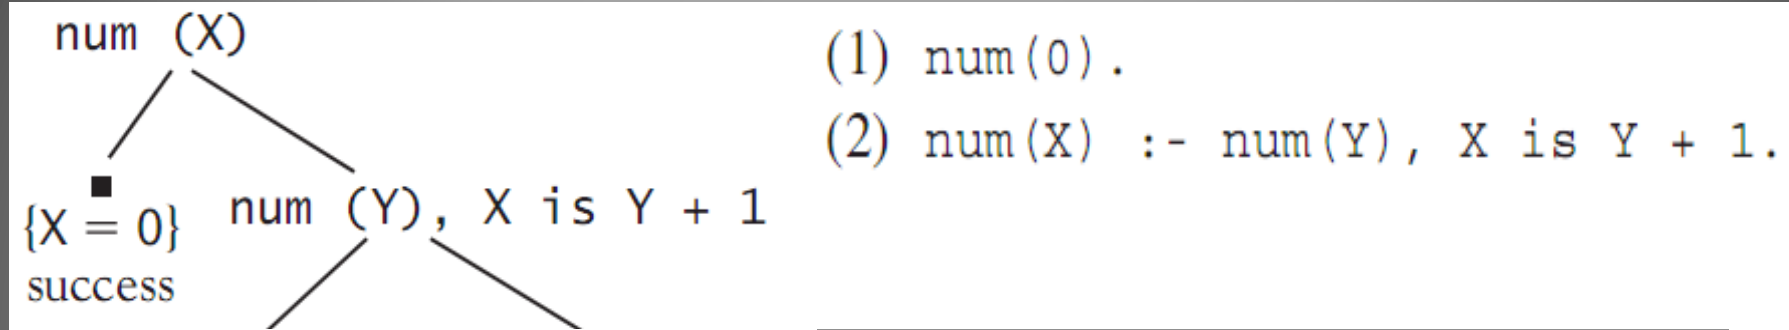 num (X)
{X = 0}
success
num (Y), X is Y + 1
(1) num(0).
(2) num(X) :- num(Y), X is Y + 1.